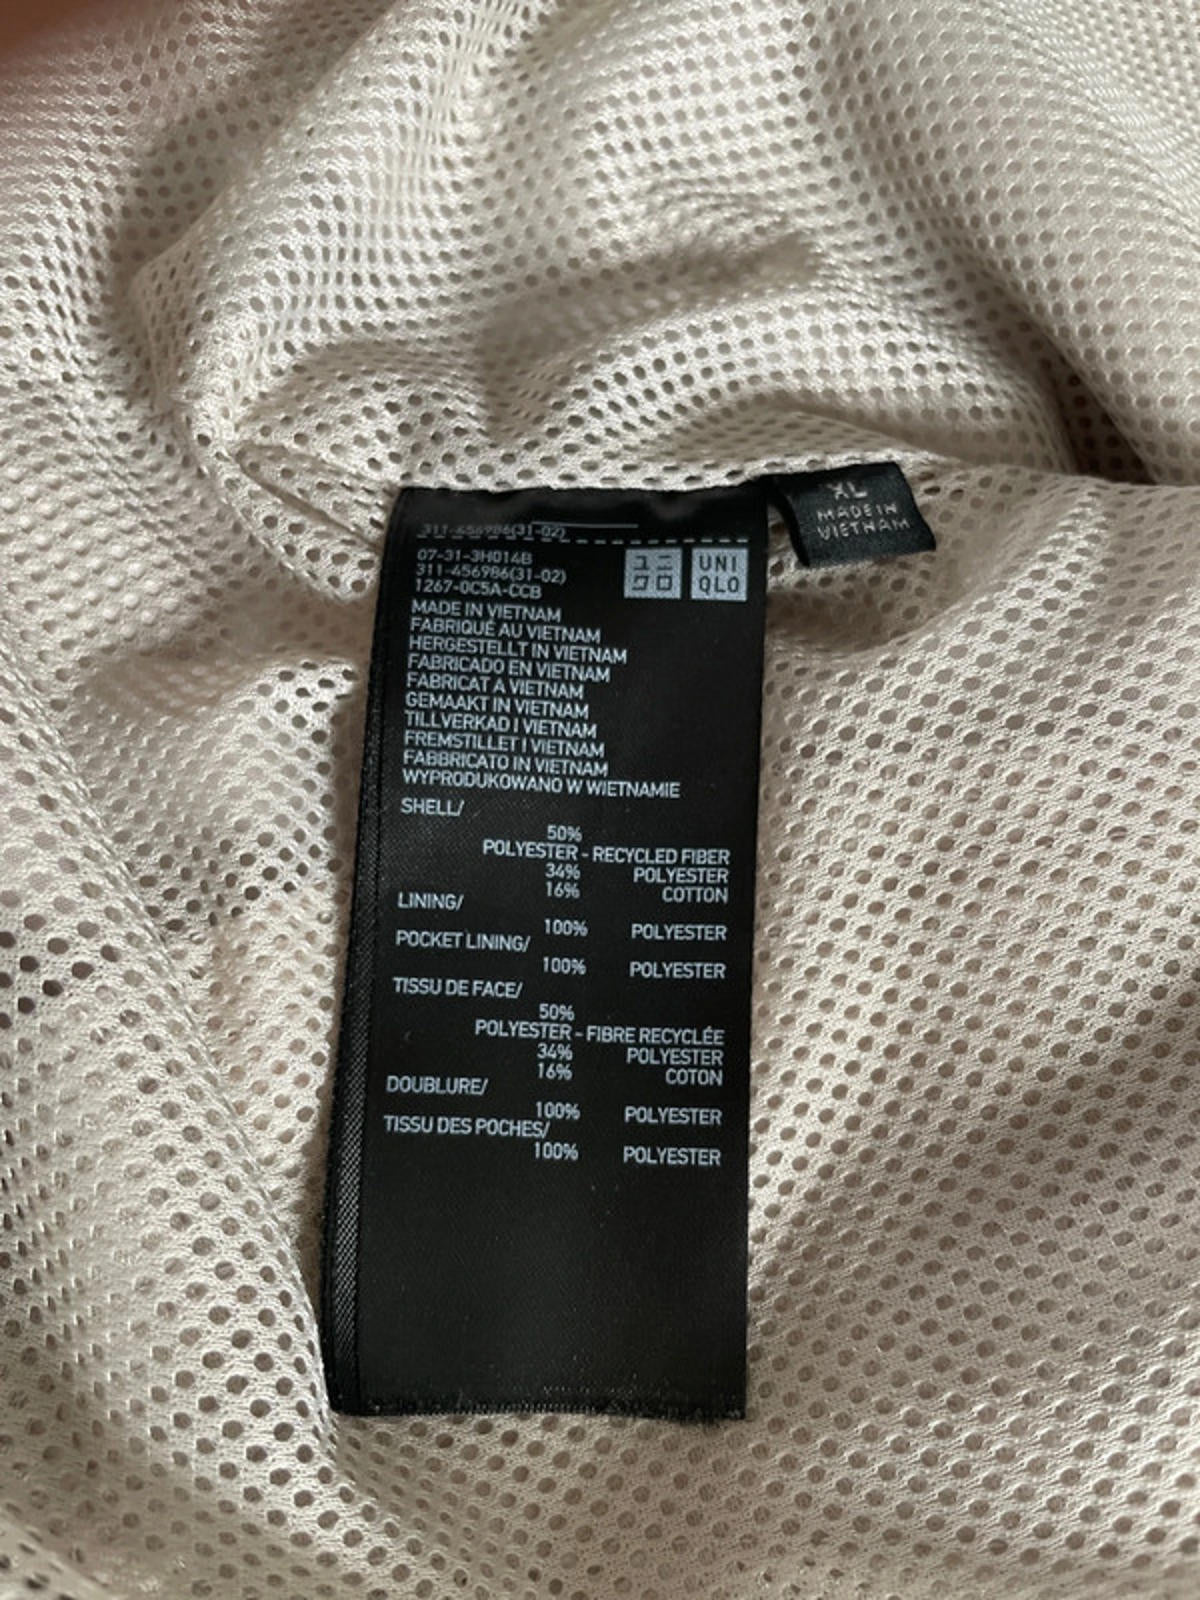 311-456986(31-02)
07-31-3H014B
311-456986(31-02)
1267-0C5A-CCB
ユニ
クロ
UNI
QLO
XL
MADE IN
VIETNAM
MADE IN VIETNAM
FABRIQUÉ AU VIETNAM
HERGESTELLT IN VIETNAM
FABRICADO EN VIETNAM
FABRICAT A VIETNAM
GEMAAKT IN VIETNAM
TILLVERKAD I VIETNAM
FREMSTILLET I VIETNAM
FABBRICATO IN VIETNAM
WYPRODUKOWANO W WIETNAMIE
SHELL/
50%
POLYESTER - RECYCLED FIBER
34% POLYESTER
16% COTTON
LINING/
100% POLYESTER
POCKET LINING/
100% POLYESTER
TISSU DE FACE/
50%
POLYESTER - FIBRE RECYCLÉE
34% POLYESTER
16% COTON
DOUBLURE/
100% POLYESTER
TISSU DES POCHES/
100% POLYESTER